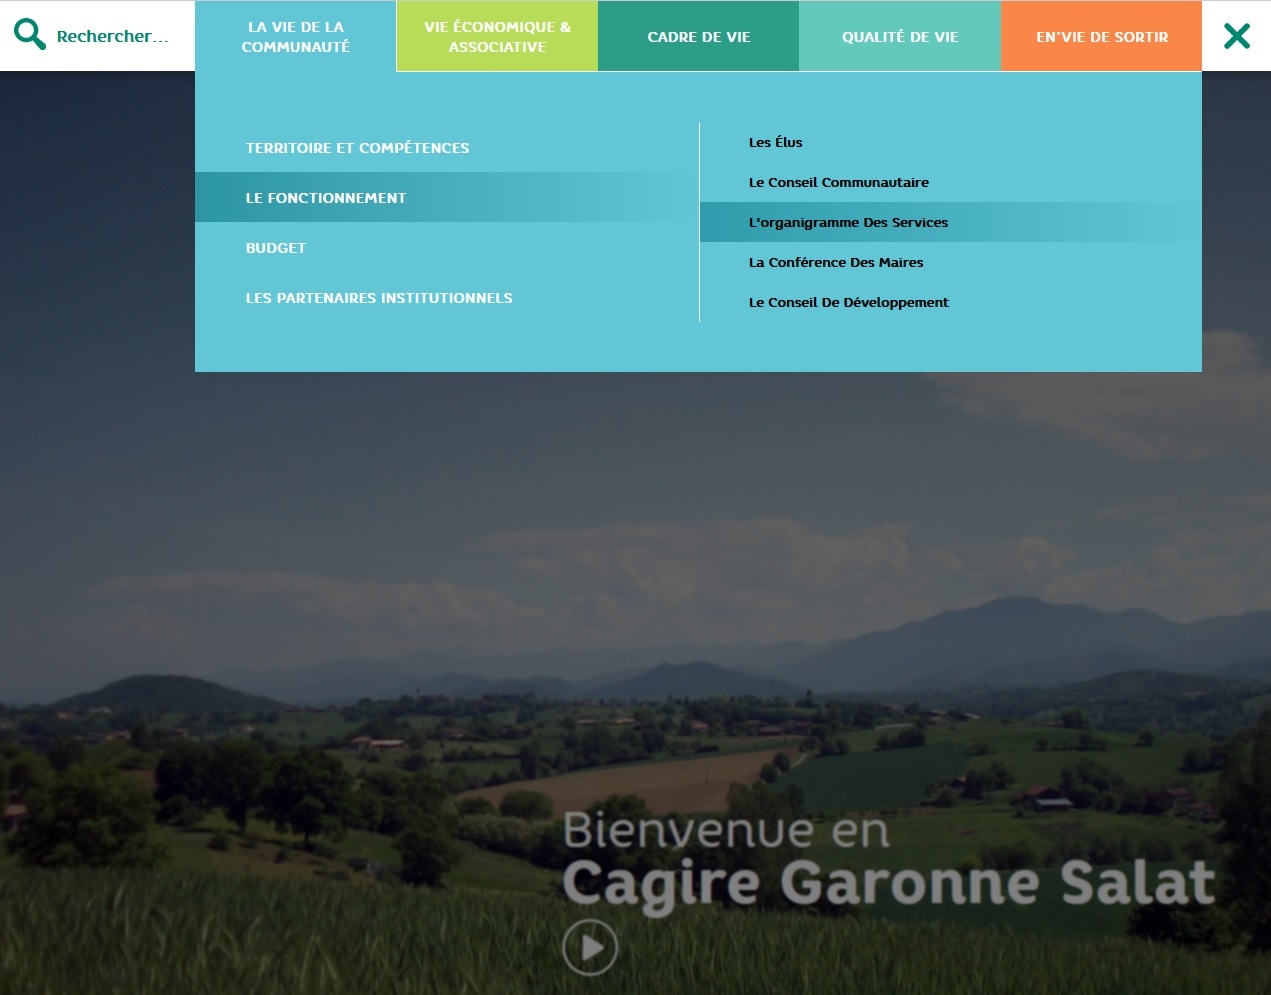 Rechercher...
LA VIE DE LA
COMMUNAUTÉ
VIE ÉCONOMIQUE &
ASSOCIATIVE
CADRE DE VIE
QUALITÉ DE VIE
EN'VIE DE SORTIR
TERRITOIRE ET COMPÉTENCES
LE FONCTIONNEMENT
BUDGET
LES PARTENAIRES INSTITUTIONNELS
Les Élus
Le Conseil Communautaire
L'organigramme Des Services
La Conférence Des Maires
Le Conseil De Développement
Bienvenue en
Cagire Garonne Salat